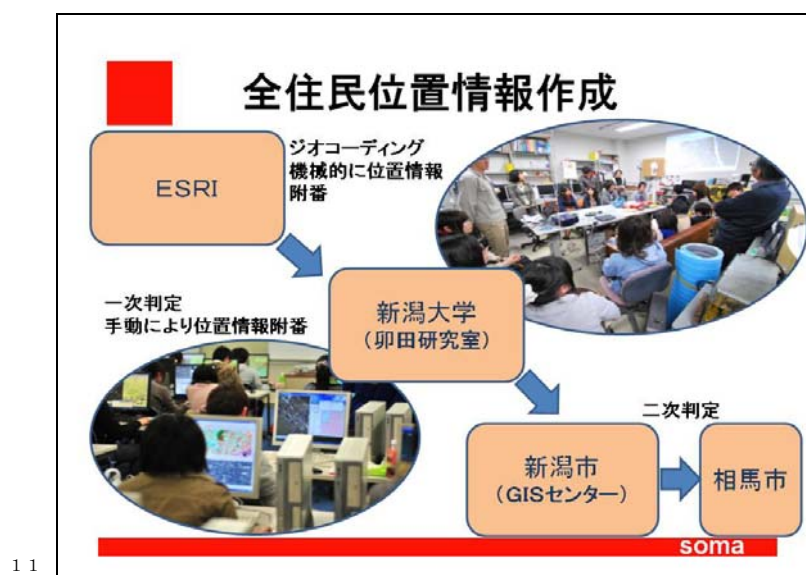 全住民位置情報作成
ESRI
ジオコーディング
機械的に位置情報
附番
一次判定
手動により位置情報附番
新潟大学
（卯田研究室）
二次判定
新潟市
（GISセンター）
相馬市
soma
11